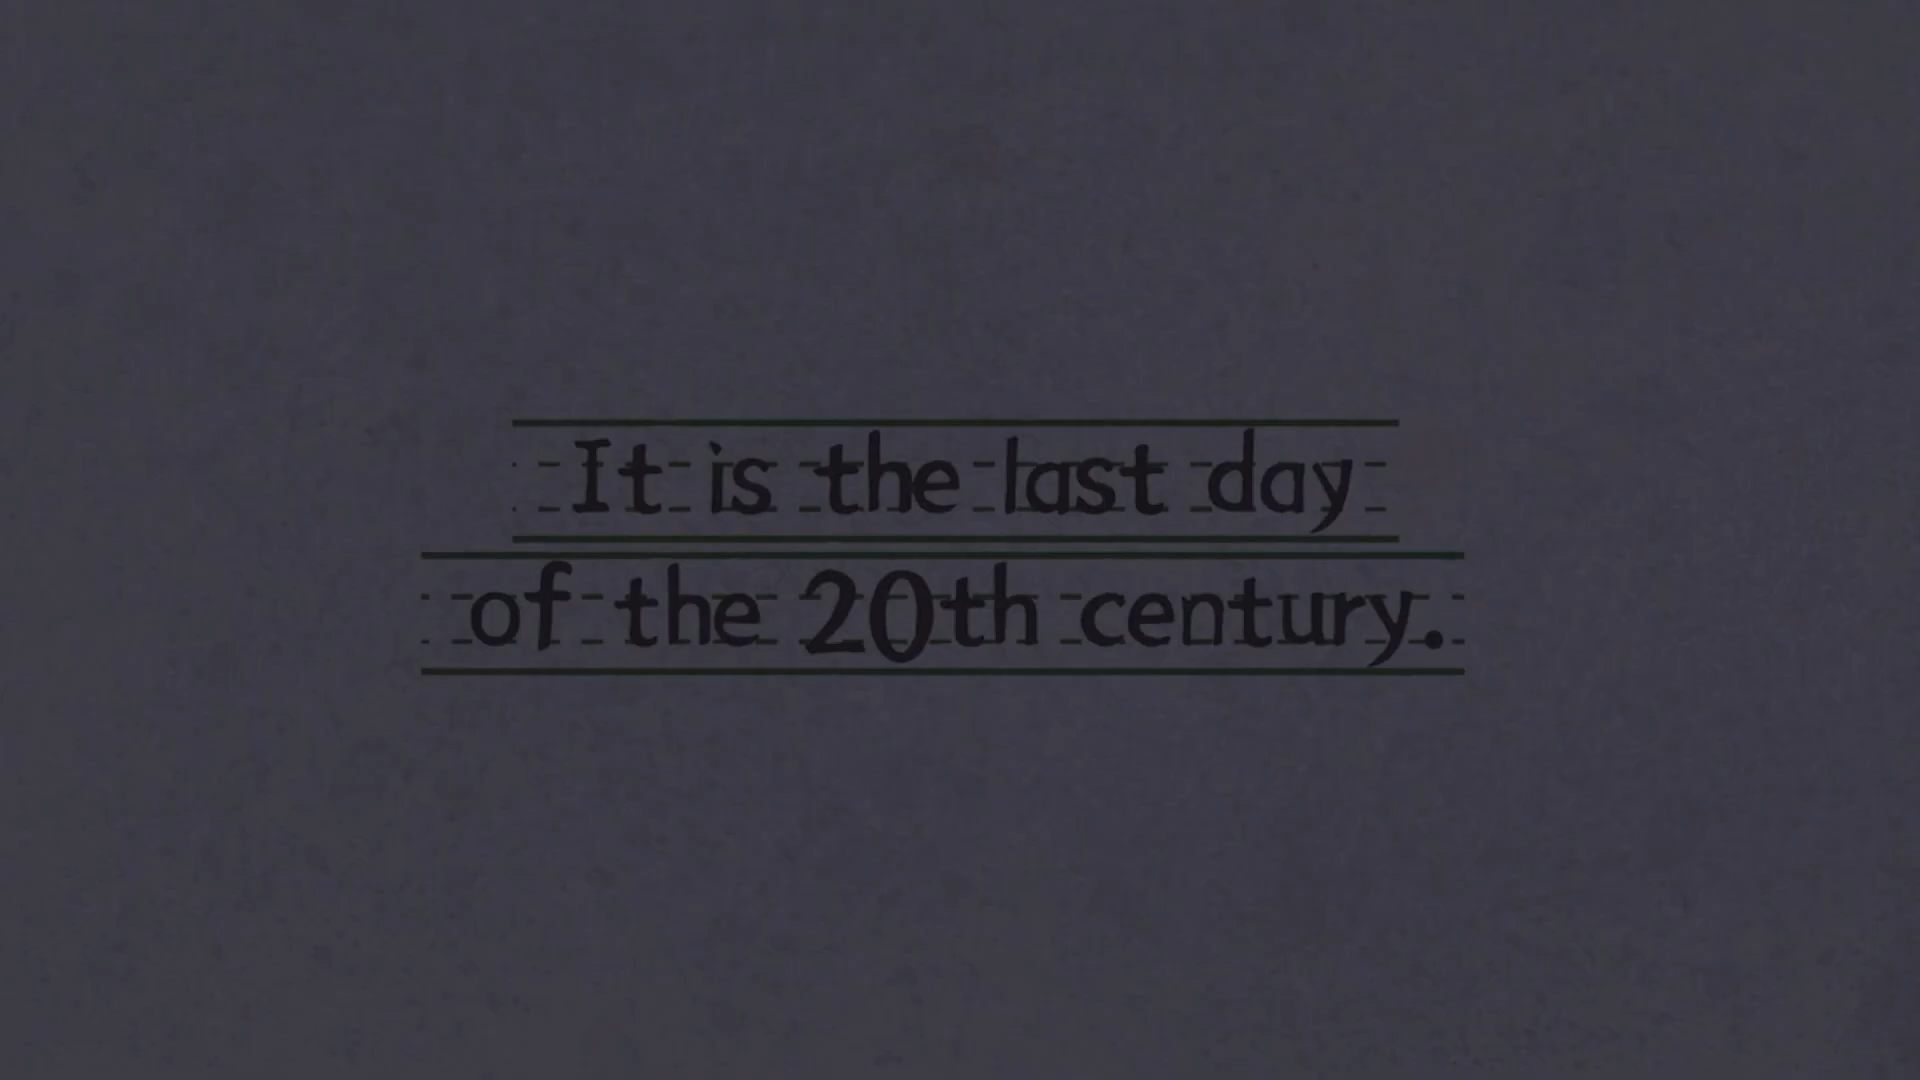 It is the last day
of the 20th century.